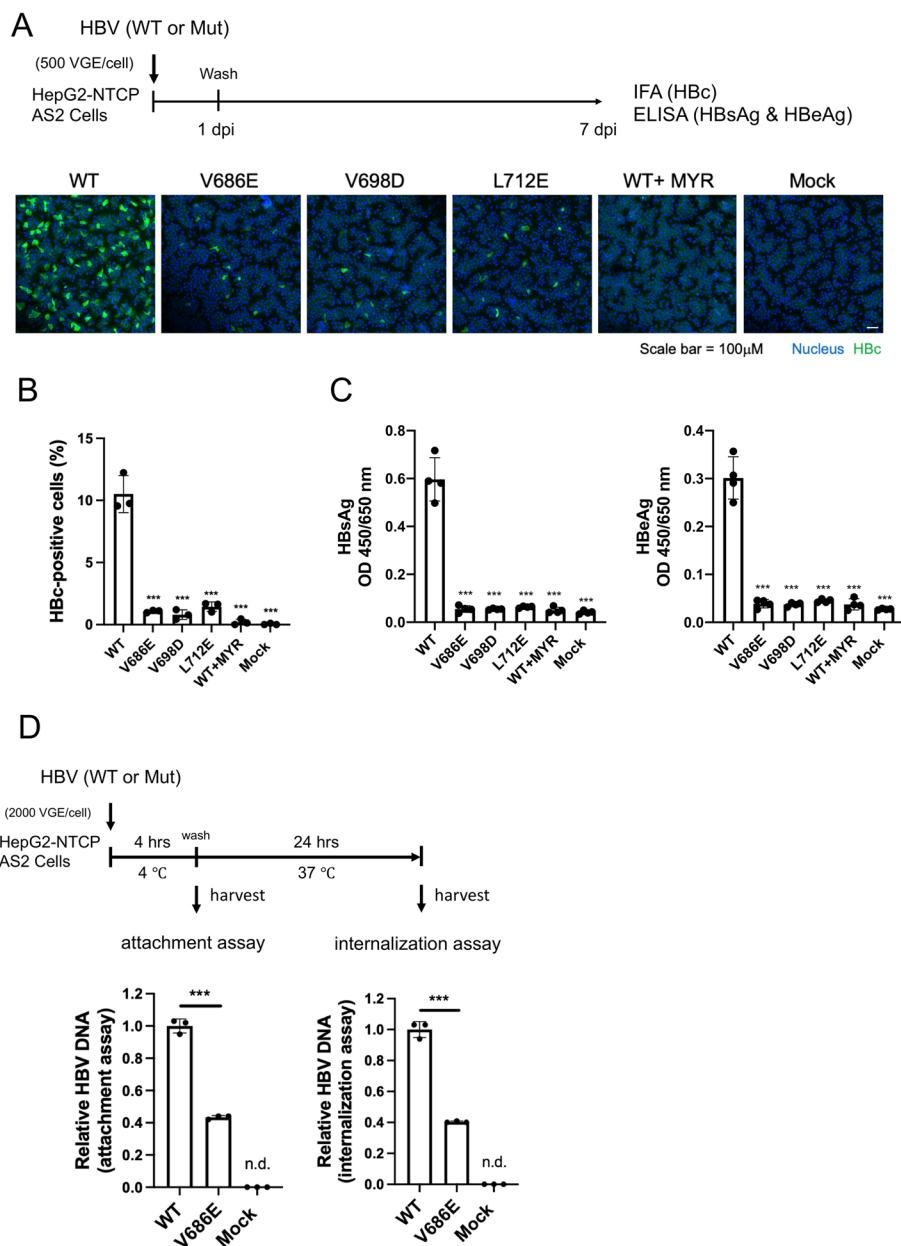 A
HBV (WT or Mut)
(500 VGE/cell)
Wash
HepG2-NTCP
AS2 Cells
1 dpi
7 dpi
IFA (HBc)
ELISA (HBsAg & HBeAg)
WT V686E V698D L712E WT+ MYR Mock
Scale bar = 100μM Nucleus HBc
B
HBc-positive cells (%)
15
10
5
0
*** *** *** *** ***
WT V686E V698D L712E WT+MYR Mock
C
HBsAg
OD 450/650 nm
0.8
0.6
0.4
0.2
0.0
*** *** *** *** ***
WT V686E V698D L712E WT+MYR Mock
HBeAg
OD 450/650 nm
0.4
0.3
0.2
0.1
0.0
*** *** *** *** ***
WT V686E V698D L712E WT+MYR Mock
D
HBV (WT or Mut)
(2000 VGE/cell)
HepG2-NTCP
AS2 Cells
4 hrs wash 24 hrs
4 ℃ 37 ℃
harvest harvest
attachment assay internalization assay
Relative HBV DNA
(attachment assay)
1.2
1.0
0.8
0.6
0.4
0.2
0.0
***
n.d.
WT V686E Mock
Relative HBV DNA
(internalization assay)
1.2
1.0
0.8
0.6
0.4
0.2
0.0
***
n.d.
WT V686E Mock